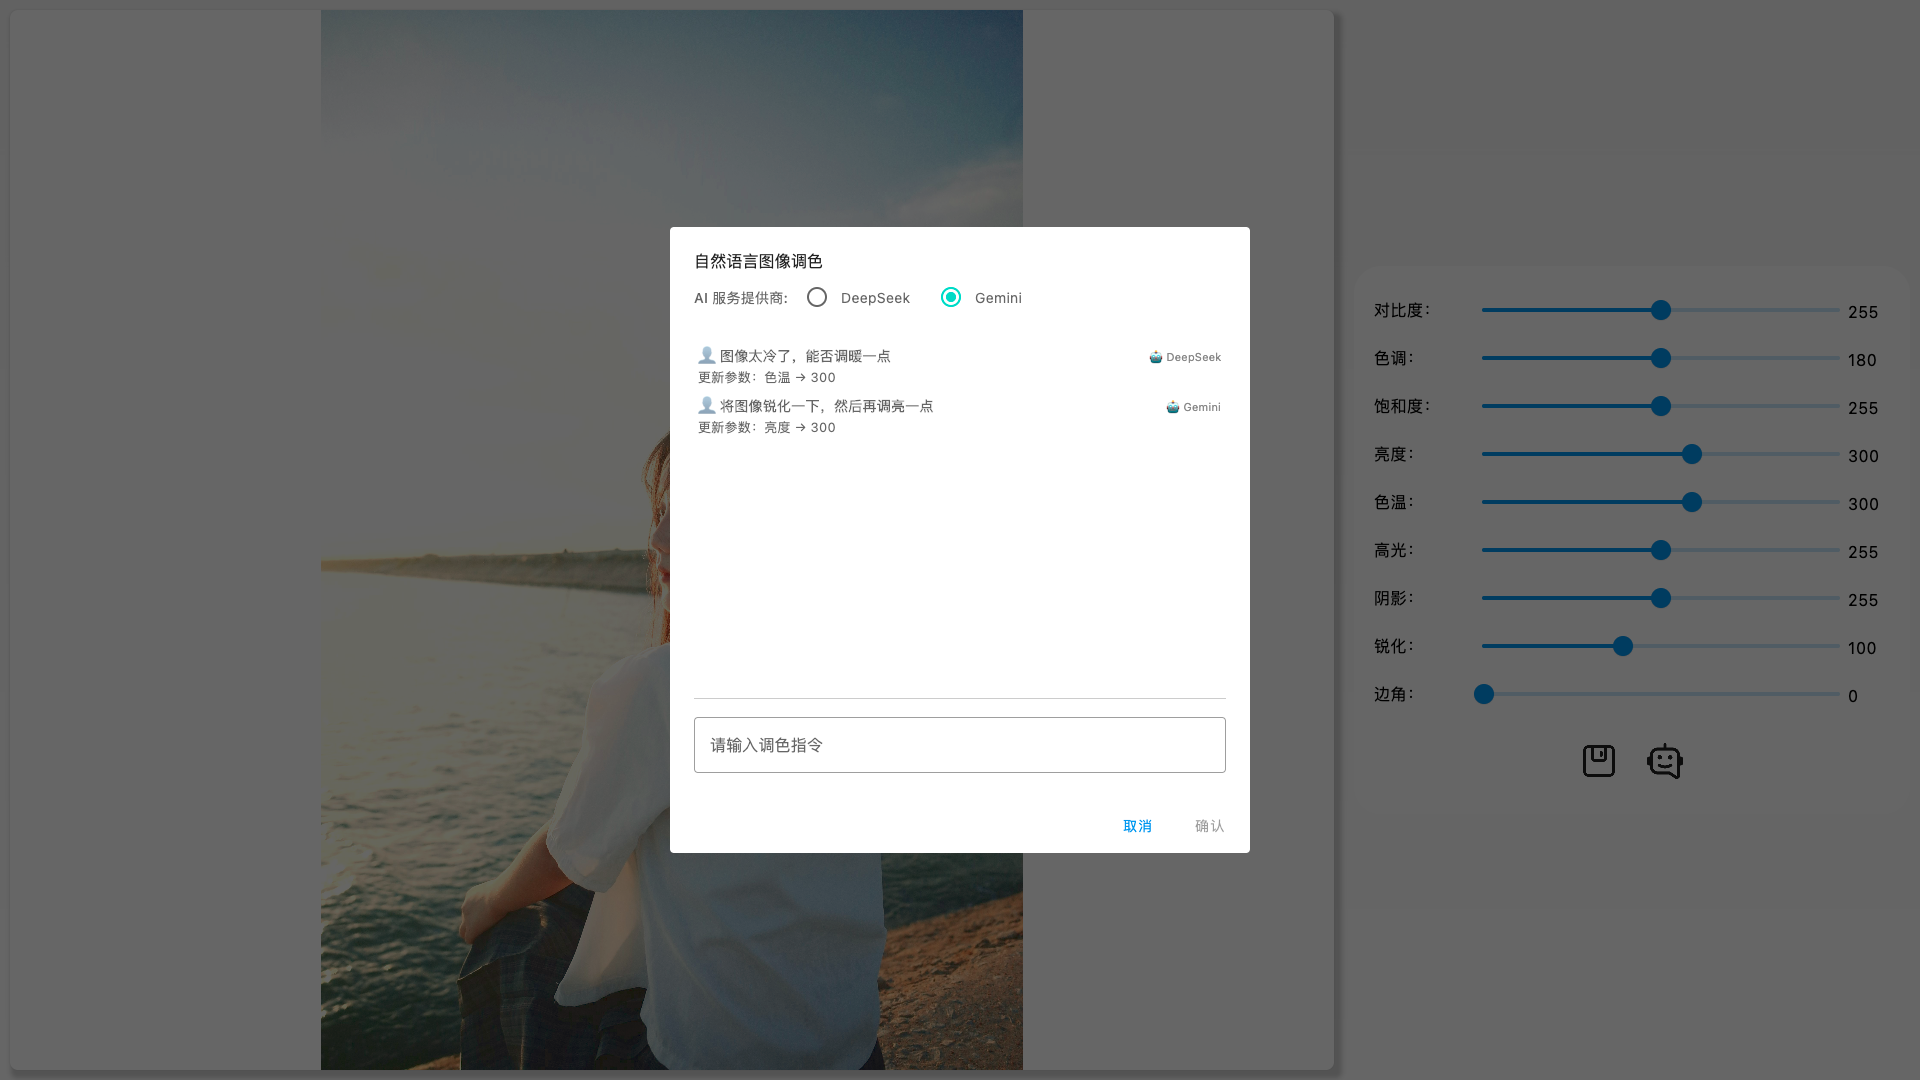 自然语言图像调色
AI 服务提供商: DeepSeek Gemini
👤 图像太冷了，能否调暖一点 🤖 DeepSeek
更新参数：色温 → 300
👤 将图像锐化一下，然后再调亮一点 🤖 Gemini
更新参数：亮度 → 300
请输入调色指令
取消 确认
对比度： 255
色调： 180
饱和度： 255
亮度： 300
色温： 300
高光： 255
阴影： 255
锐化： 100
边角： 0